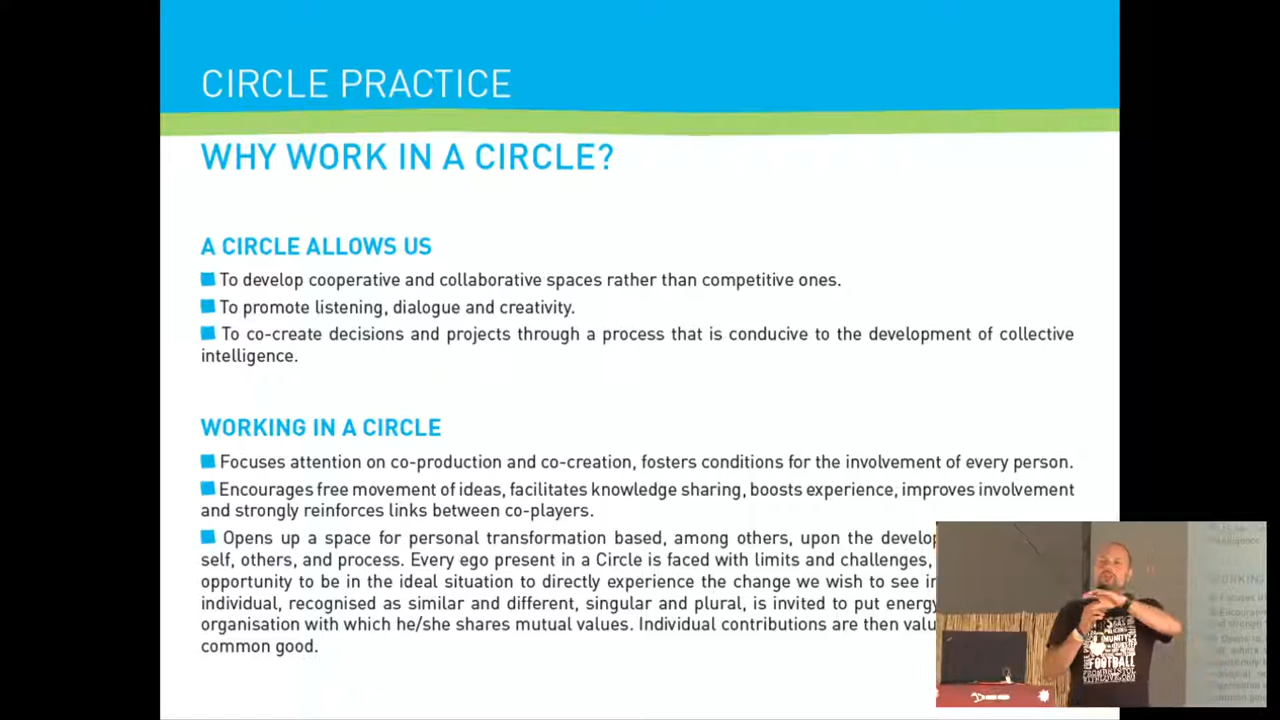 CIRCLE PRACTICE
WHY WORK IN A CIRCLE?
A CIRCLE ALLOWS US
To develop cooperative and collaborative spaces rather than competitive ones.
To promote listening, dialogue and creativity.
To co-create decisions and projects through a process that is conducive to the development of collective
intelligence.
WORKING IN A CIRCLE
Focuses attention on co-production and co-creation, fosters conditions for the involvement of every person.
Encourages free movement of ideas, facilitates knowledge sharing, boosts experience, improves involvement
and strongly reinforces links between co-players.
Opens up a space for personal transformation based, among others, upon the develop
self, others, and process. Every ego present in a Circle is faced with limits and challenges,
opportunity to be in the ideal situation to directly experience the change we wish to see in
individual, recognised as similar and different, singular and plural, is invited to put energy
organisation with which he/she shares mutual values. Individual contributions are then valu
common good.
FOOTBALL